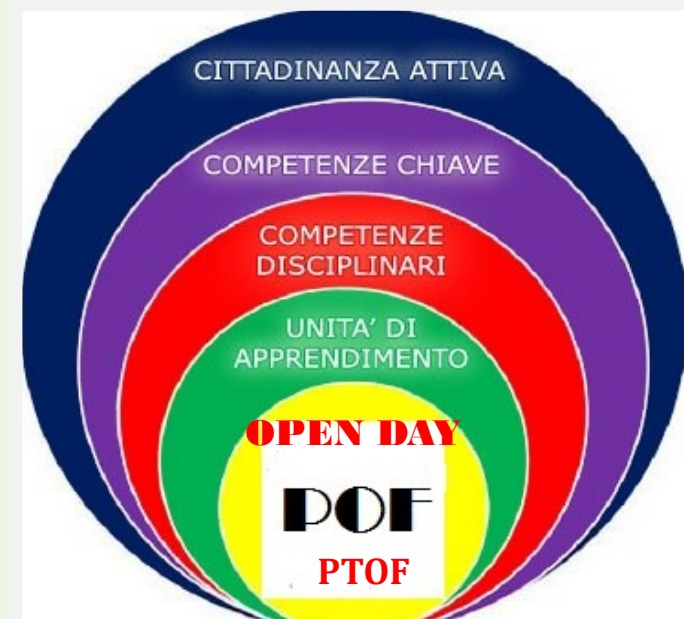 CITTADINANZA ATTIVA
COMPETENZE CHIAVE
COMPETENZE
DISCIPLINARI
UNITA' DI
APPRENDIMENTO
OPEN DAY
POF
PTOF